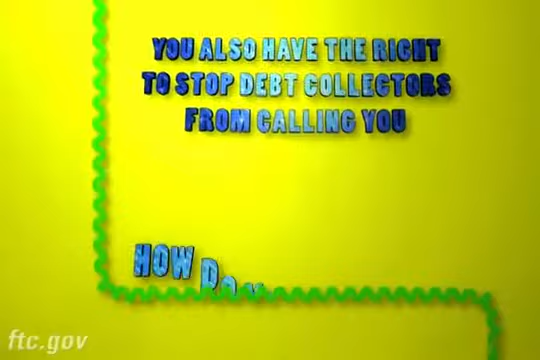 YOU ALSO HAVE THE RIGHT
TO STOP DEBT COLLECTORS
FROM CALLING YOU
HOW
ftc.gov